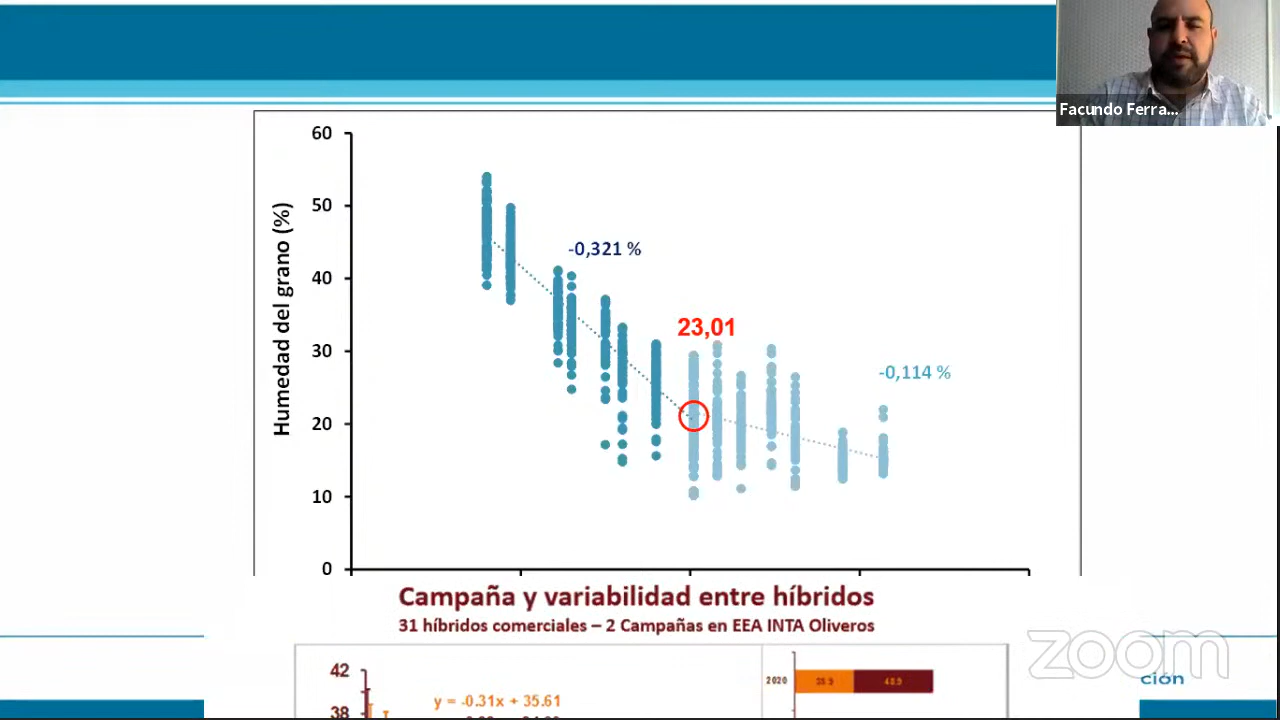 Facundo Ferra...
60
50
40
30
20
10
0
Humedad del grano (%)
-0,321 %
23,01
-0,114 %
Campaña y variabilidad entre híbridos
31 híbridos comerciales – 2 Campañas en EEA INTA Oliveros
42
38
y = -0.31x + 35.61
2020
zoom
ción